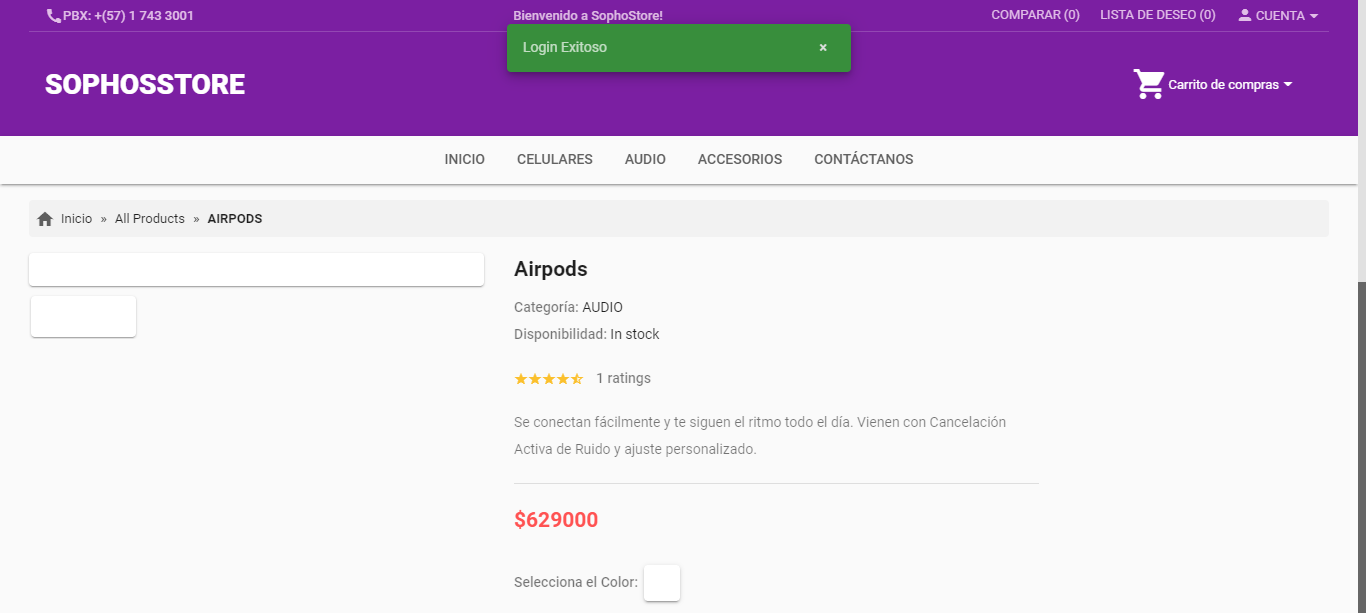 PBX: +(57) 1 743 3001
Bienvenido a SophoStore!
COMPARAR (0)
LISTA DE DESEO (0)
CUENTA
Login Exitoso ×
SOPHOSSTORE
Carrito de compras
INICIO CELULARES AUDIO ACCESORIOS CONTÁCTANOS
Inicio » All Products » AIRPODS
Airpods
Categoría: AUDIO
Disponibilidad: In stock
1 ratings
Se conectan fácilmente y te siguen el ritmo todo el día. Vienen con Cancelación
Activa de Ruido y ajuste personalizado.
$629000
Selecciona el Color: